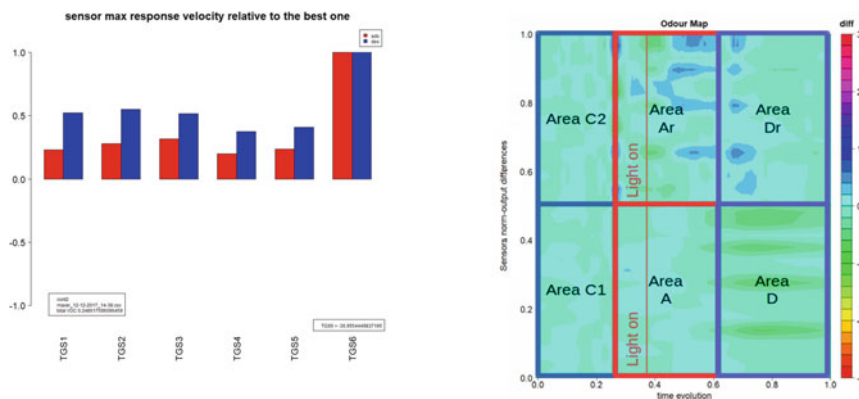 sensor max response velocity relative to the best one
ads
des
1.0
0.5
0.0
-0.5
-1.0
TGS1
TGS2
TGS3
TGS4
TGS5
TGS6
Odour Map
diff
Sensors norm-output differences
1.0
0.8
0.6
0.4
0.2
0.0
Area C2
Area
Ar
Area
Dr
Light on
Area C1
Area
A
Area
D
Light on
0.0
0.2
0.4
0.6
0.8
1.0
time evolution